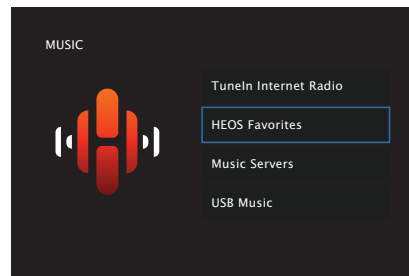 MUSIC
TuneIn Internet Radio
HEOS Favorites
Music Servers
USB Music